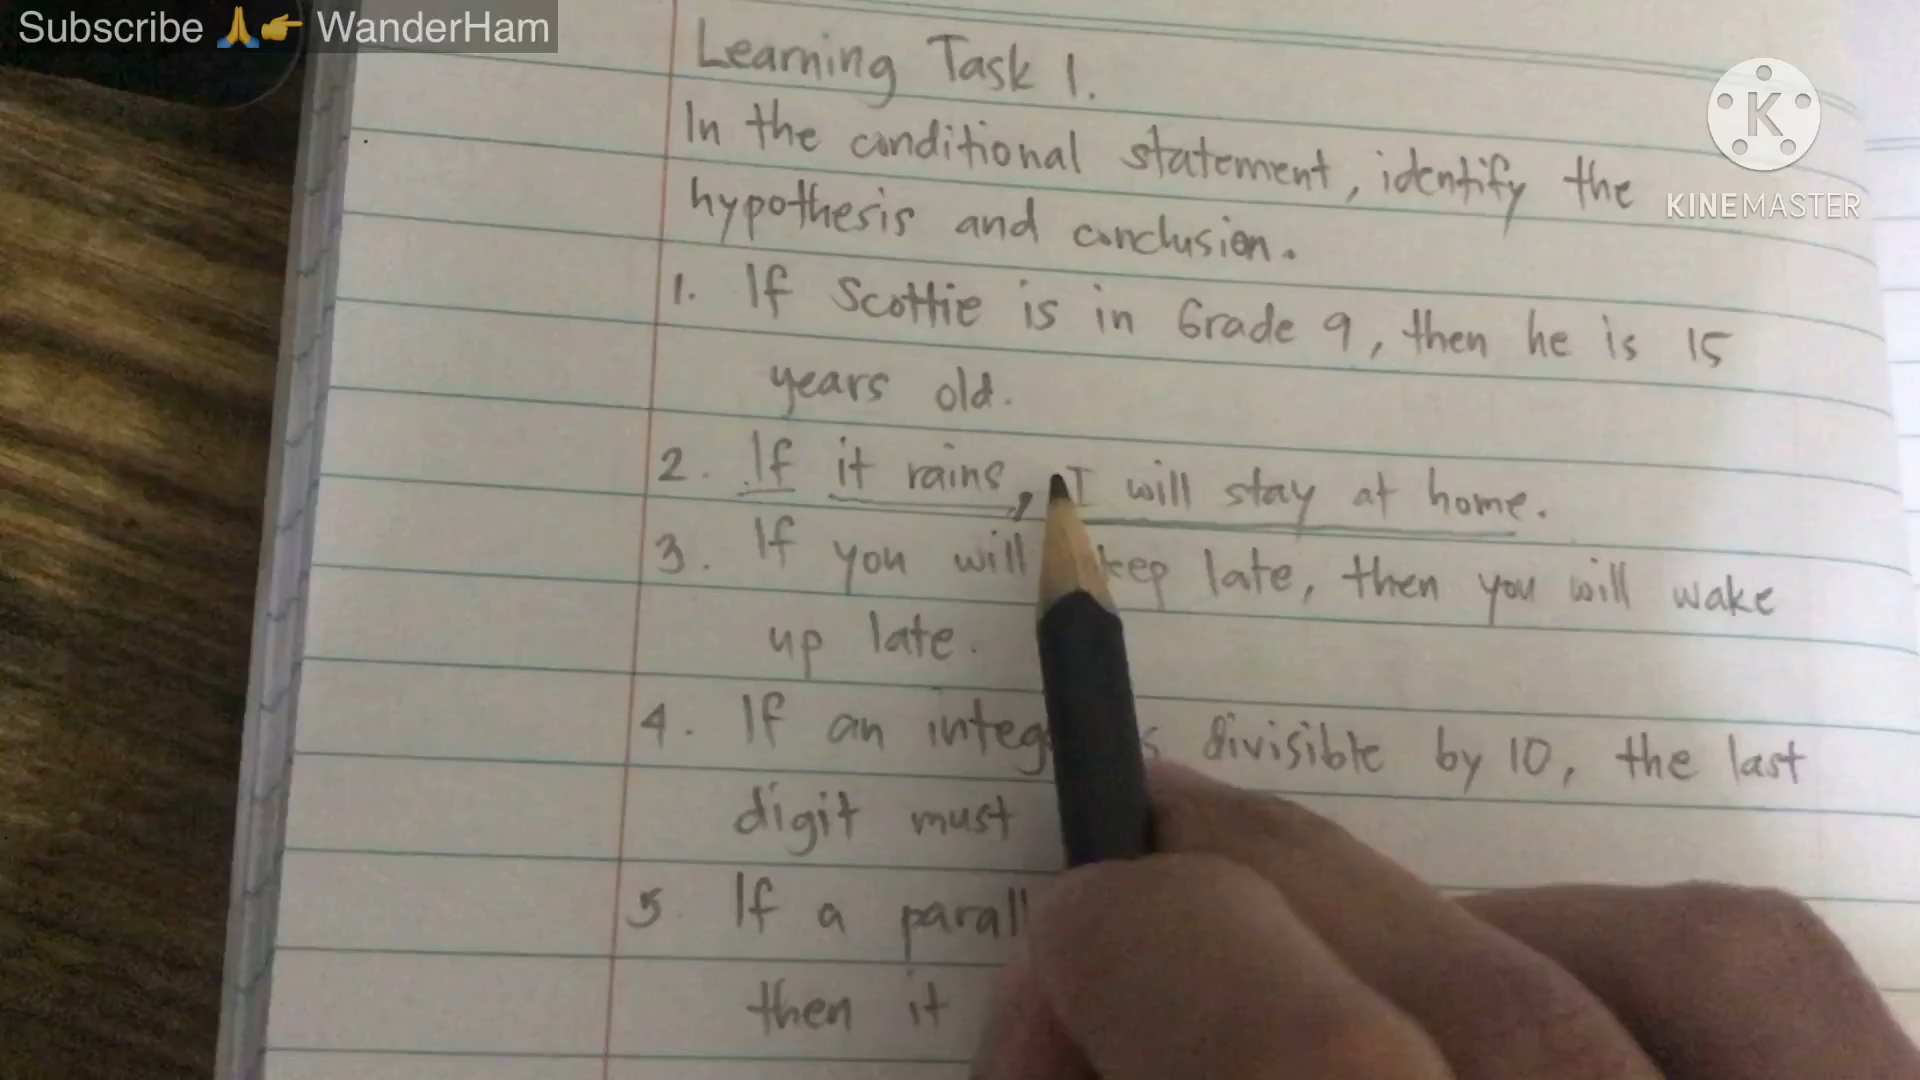 Subscribe 🙏👉 WanderHam
K
KINEMASTER
Learning Task 1.
In the conditional statement, identify the
hypothesis and conclusion.
1. If Scottie is in Grade 9, then he is 15
years old.
2. If it rains, I will stay at home.
3. If you will late, then you will wake
up late.
4. If an divisible by 10, the last
digit must
5 If a
then it